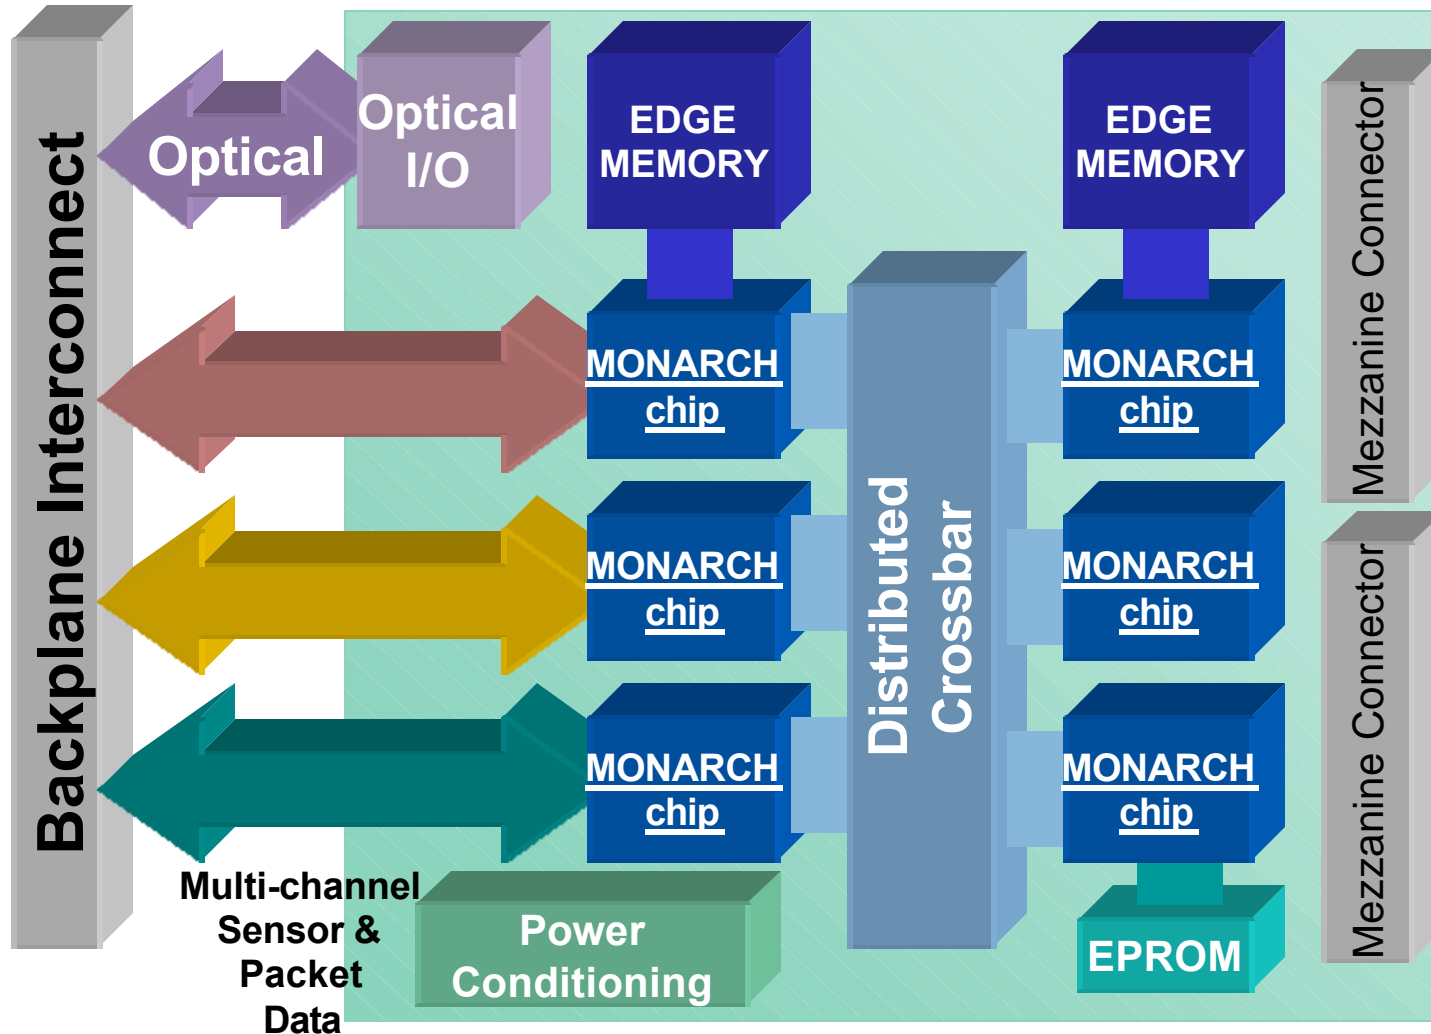 Backplane Interconnect
Optical
Optical
I/O
EDGE
MEMORY
EDGE
MEMORY
Mezzanine Connector
MONARCH
chip
MONARCH
chip
Distributed
Crossbar
MONARCH
chip
MONARCH
chip
Mezzanine Connector
MONARCH
chip
MONARCH
chip
Multi-channel
Sensor &
Packet
Data
Power
Conditioning
EPROM